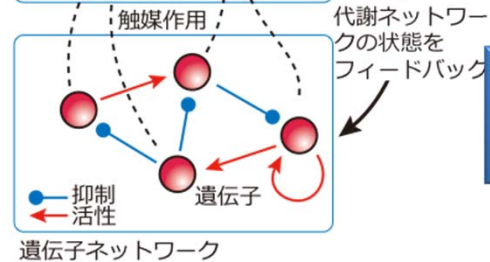 触媒作用
代謝ネットワー
クの状態を
フィードバック
遺伝子
抑制
活性
遺伝子ネットワーク